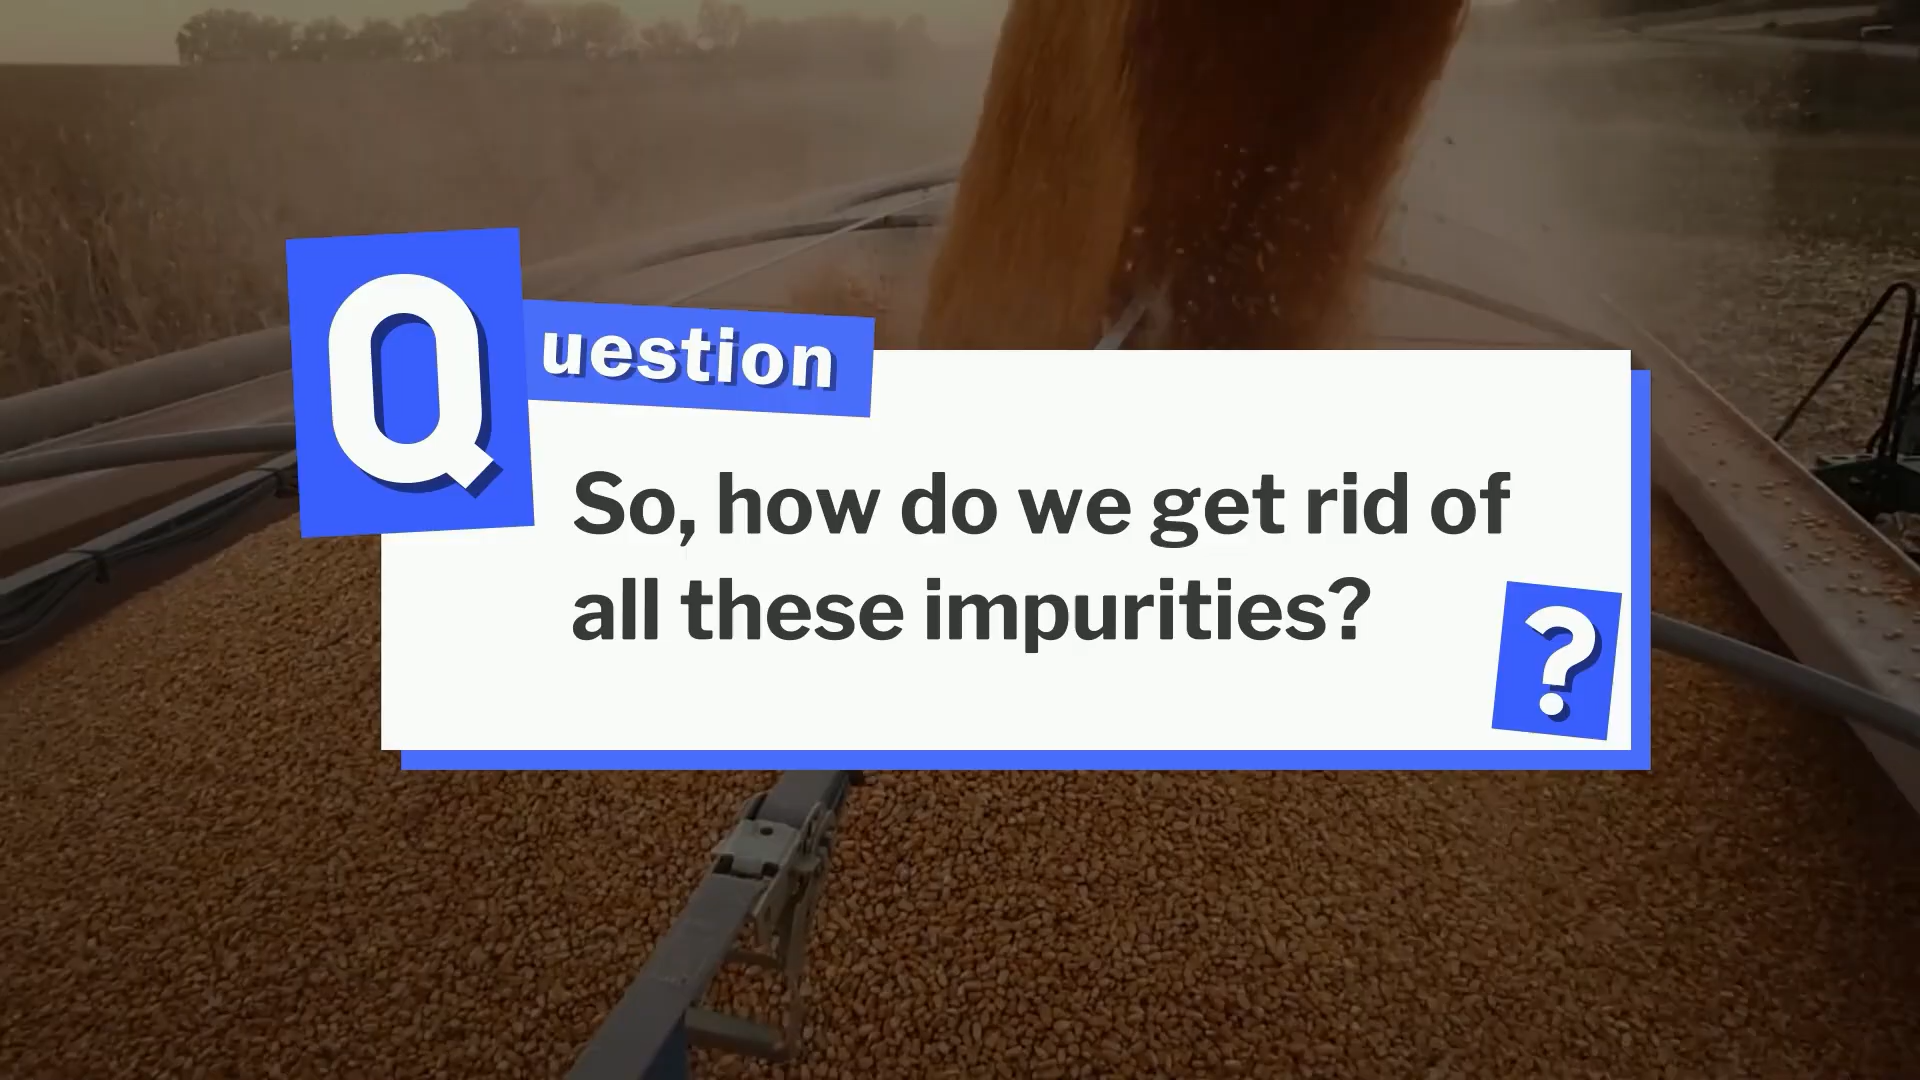 Question
So, how do we get rid of
all these impurities?
?